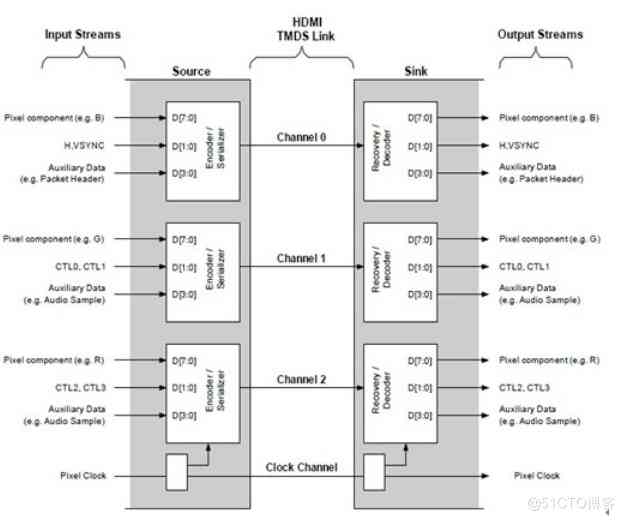 HDMI
TMDS Link
Input Streams
Output Streams
Source
Sink
Pixel component (e.g. B)
D[7:0]
H,VSYNC
D[1:0]
Auxiliary Data
(e.g. Packet Header)
D[3:0]
Encoder /
Serializer
Channel 0
Recovery /
Decoder
D[7:0]
Pixel component (e.g. B)
D[1:0]
H,VSYNC
D[3:0]
Auxiliary Data
(e.g. Packet Header)
Pixel component (e.g. G)
D[7:0]
CTL0, CTL1
D[1:0]
Auxiliary Data
(e.g. Audio Sample)
D[3:0]
Encoder /
Serializer
Channel 1
Recovery /
Decoder
D[7:0]
Pixel component (e.g. G)
D[1:0]
CTL0, CTL1
D[3:0]
Auxiliary Data
(e.g. Audio Sample)
Pixel component (e.g. R)
D[7:0]
CTL2, CTL3
D[1:0]
Auxiliary Data
(e.g. Audio Sample)
D[3:0]
Encoder /
Serializer
Channel 2
Recovery /
Decoder
D[7:0]
Pixel component (e.g. R)
D[1:0]
CTL2, CTL3
D[3:0]
Auxiliary Data
(e.g. Audio Sample)
Pixel Clock
Clock Channel
Pixel Clock
@51CTO博客